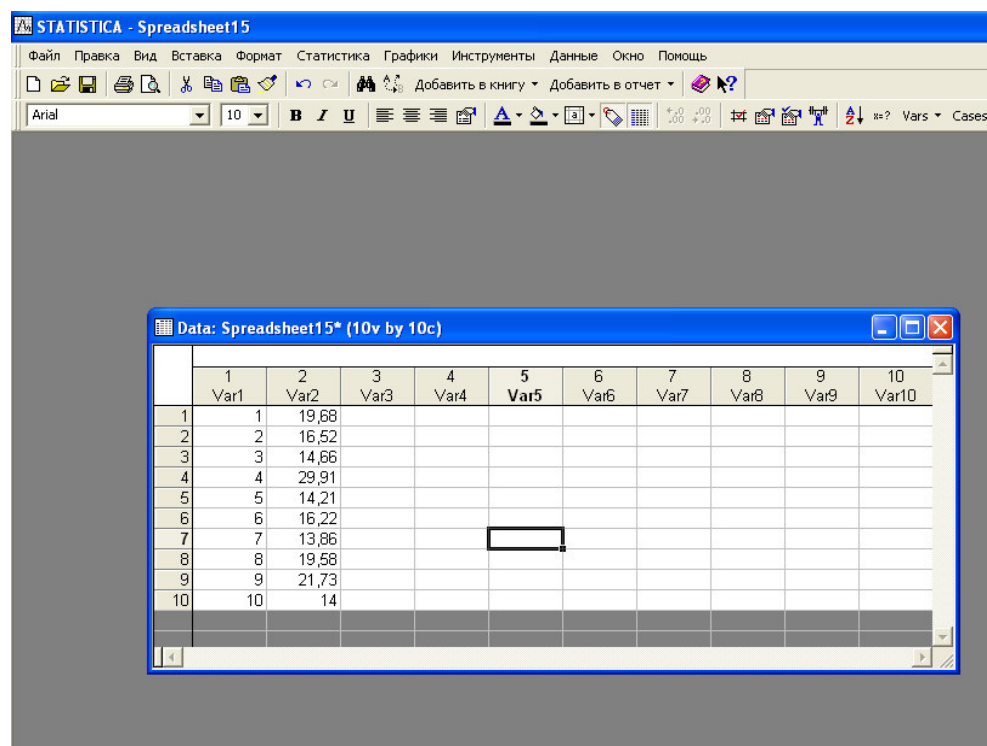 STATISTICA - Spreadsheet15
Файл Правка Вид Вставка Формат Статистика Графики Инструменты Данные Окно Помощь
Добавить в книгу Добавить в отчет
Arial 10 B I U Vars Cases
Data: Spreadsheet15* (10v by 10c)
1 2 3 4 5 6 7 8 9 10
Var1 Var2 Var3 Var4 Var5 Var6 Var7 Var8 Var9 Var10
1 1 19,68
2 2 16,52
3 3 14,66
4 4 29,91
5 5 14,21
6 6 16,22
7 7 13,86
8 8 19,58
9 9 21,73
10 10 14